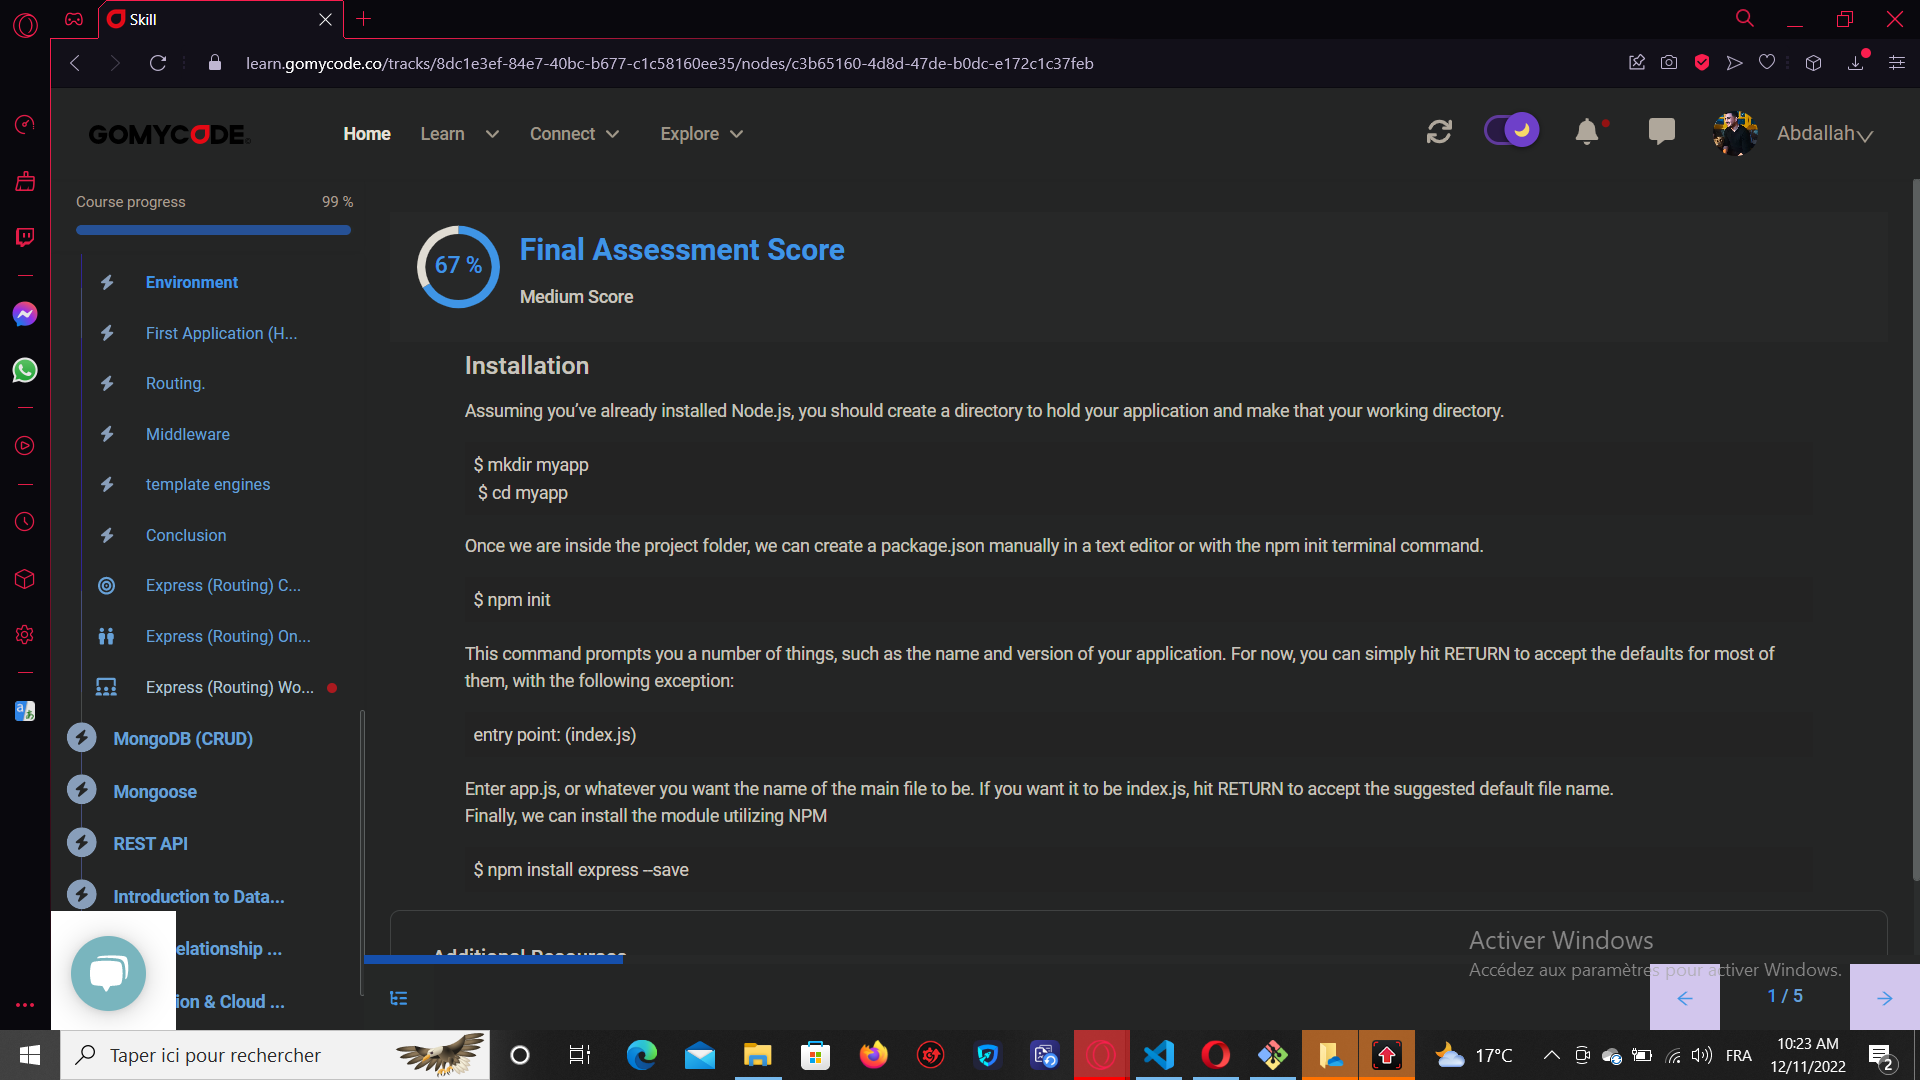 Skill
learn.gomycode.co/tracks/8dc1e3ef-84e7-40bc-b677-c1c58160ee35/nodes/c3b65160-4d8d-47de-b0dc-e172c1c37feb
GOMYCODE
Home
Learn
Connect
Explore
Abdallah
Course progress
99 %
Environment
First Application (H...
Routing.
Middleware
template engines
Conclusion
Express (Routing) C...
Express (Routing) On...
Express (Routing) Wo...
MongoDB (CRUD)
Mongoose
REST API
Introduction to Data...
elationship ...
ion & Cloud ...
67 %
Final Assessment Score
Medium Score
Installation
Assuming you’ve already installed Node.js, you should create a directory to hold your application and make that your working directory.
$ mkdir myapp
$ cd myapp
Once we are inside the project folder, we can create a package.json manually in a text editor or with the npm init terminal command.
$ npm init
This command prompts you a number of things, such as the name and version of your application. For now, you can simply hit RETURN to accept the defaults for most of
them, with the following exception:
entry point: (index.js)
Enter app.js, or whatever you want the name of the main file to be. If you want it to be index.js, hit RETURN to accept the suggested default file name.
Finally, we can install the module utilizing NPM
$ npm install express --save
Additional Resources
Activer Windows
Accédez aux paramètres pour activer Windows.
1 / 5
Taper ici pour rechercher
17°C
FRA
10:23 AM
12/11/2022
2